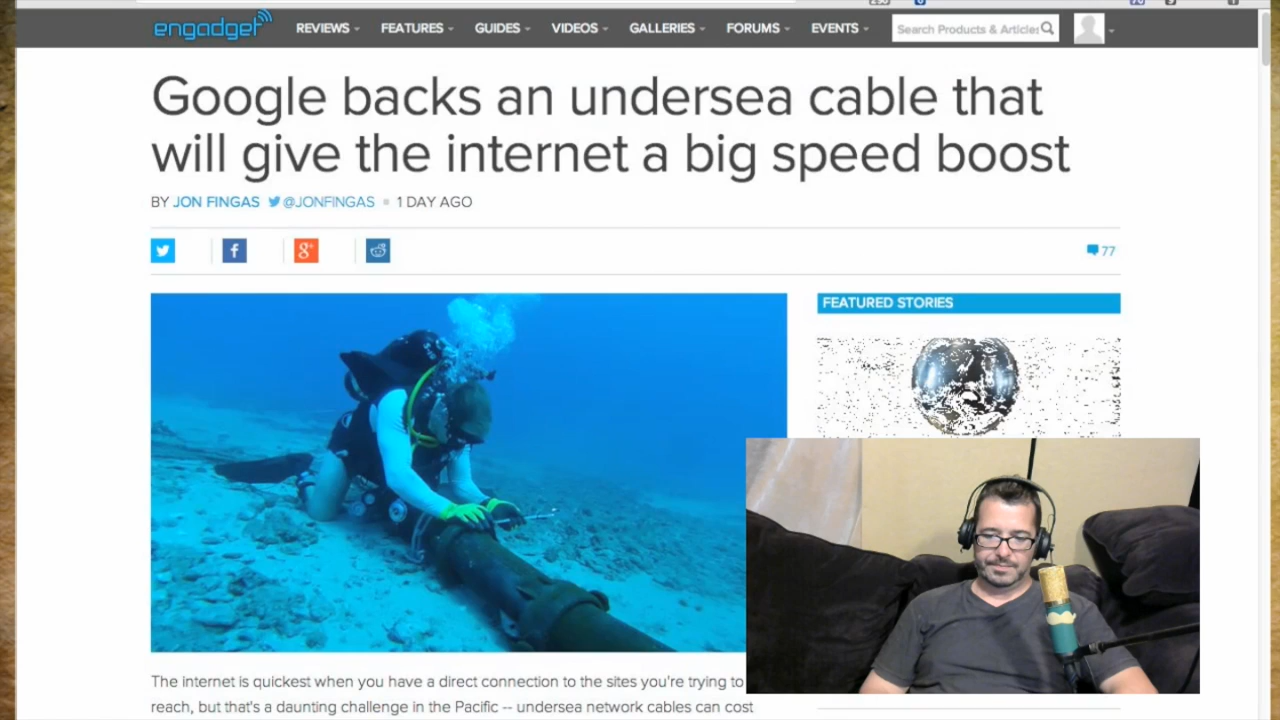 engadget REVIEWS FEATURES GUIDES VIDEOS GALLERIES FORUMS EVENTS Search Products & Articles
Google backs an undersea cable that
will give the internet a big speed boost
BY JON FINGAS @JONFINGAS 1 DAY AGO
f g+ 77
FEATURED STORIES
The internet is quickest when you have a direct connection to the sites you're trying to
reach, but that's a daunting challenge in the Pacific -- undersea network cables can cost